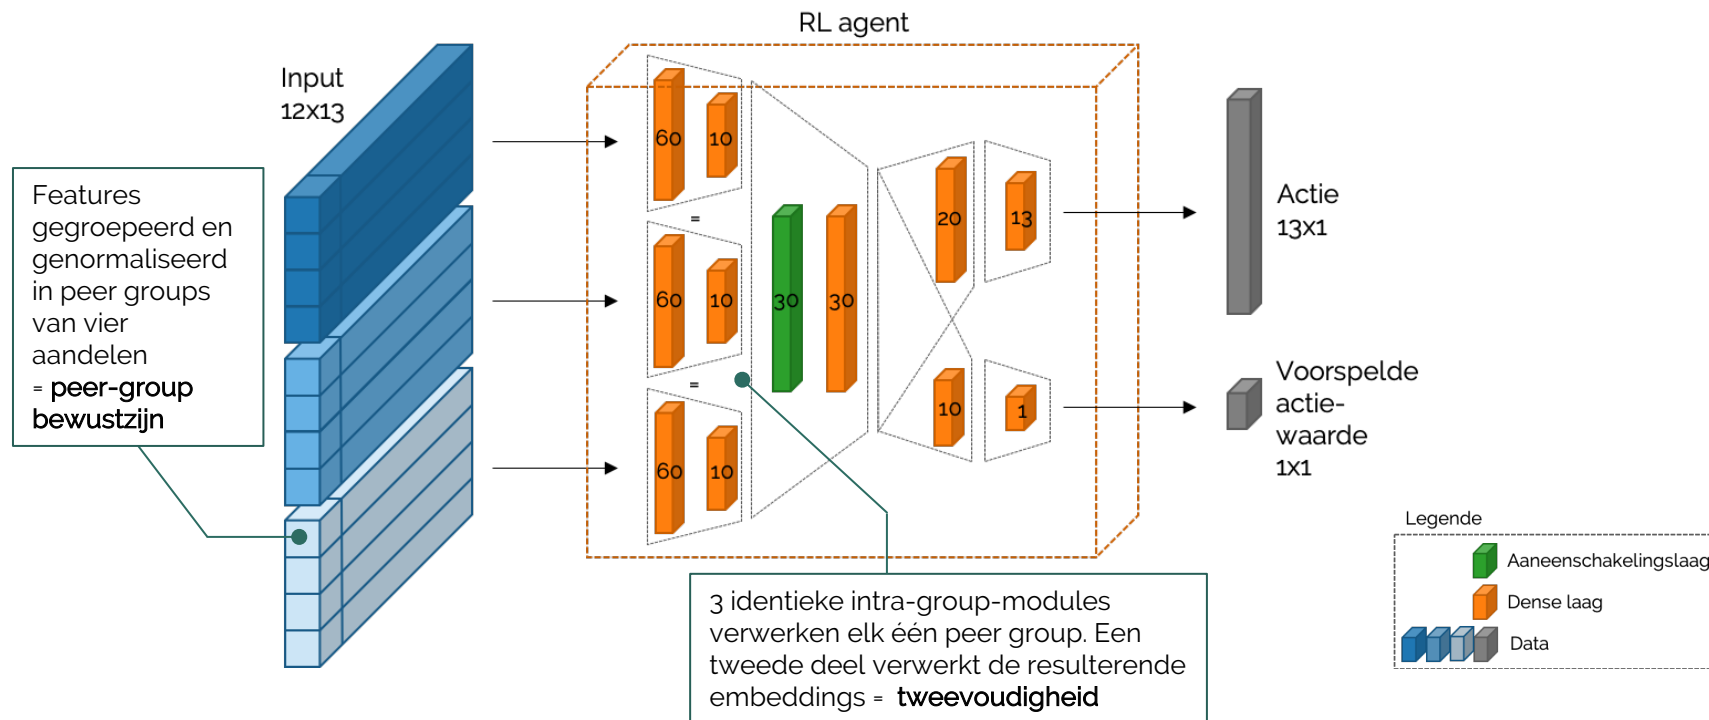 RL agent
Input
12x13
Features
gegroepeerd en
genormaliseerd
in peer groups
van vier
aandelen
= peer-group
bewustzijn
60
10
=
60
10
=
60
10
30
30
20
13
10
1
Actie
13x1
Voorspelde
actie-
waarde
1x1
3 identieke intra-group-modules
verwerken elk één peer group. Een
tweede deel verwerkt de resulterende
embeddings = tweevoudigheid
Legende
Aaneenschakelingslaag
Dense laag
Data